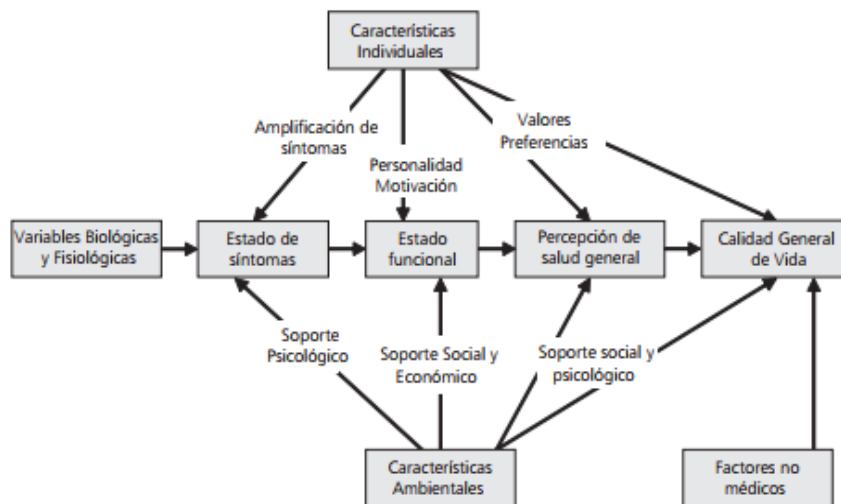 Características
Individuales
Amplificación de
síntomas
Personalidad
Motivación
Valores
Preferencias
Variables Biológicas
y Fisiológicas
Estado de
síntomas
Estado
funcional
Percepción de
salud general
Calidad General
de Vida
Soporte
Psicológico
Soporte Social y
Económico
Soporte social y
psicológico
Características
Ambientales
Factores no
médicos